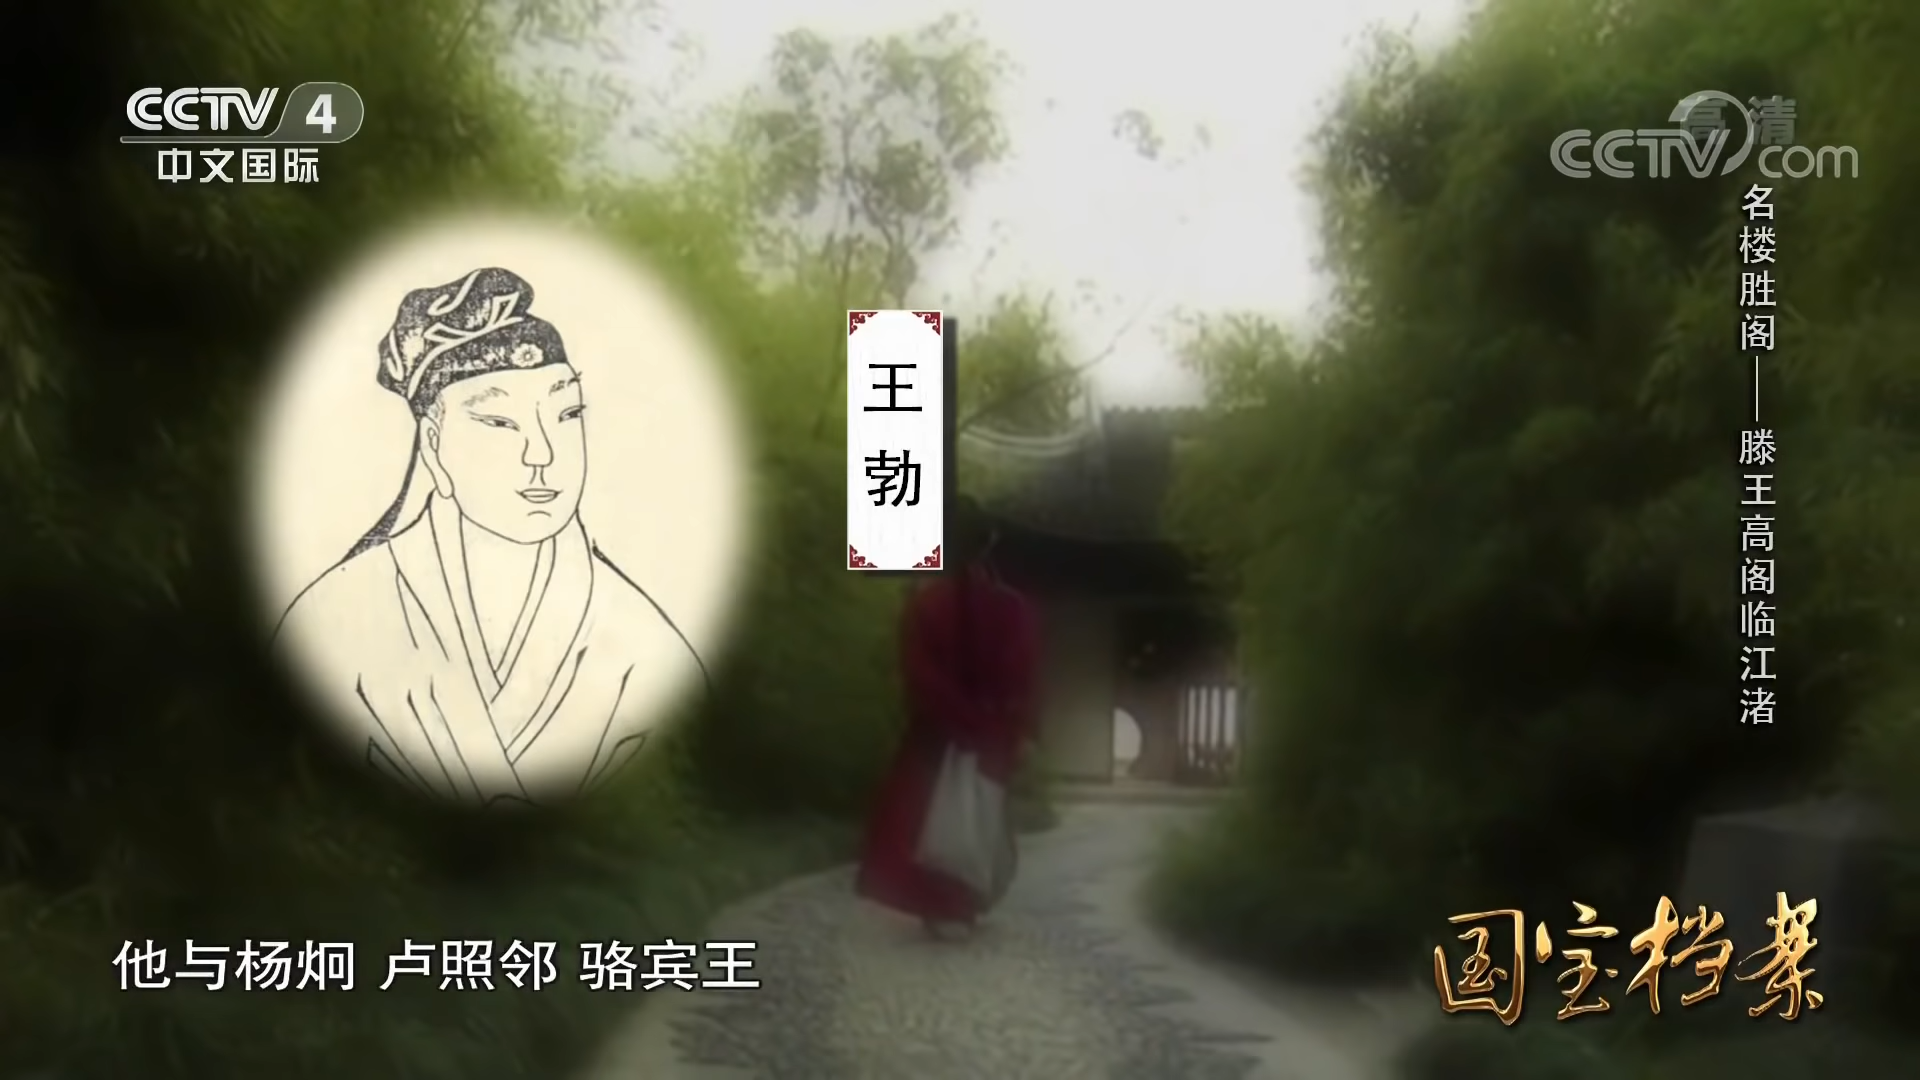 CCTV 4
中文国际
高清
CCTV.com
名楼胜阁——滕王高阁临江渚
王勃
他与杨炯 卢照邻 骆宾王
国宝档案